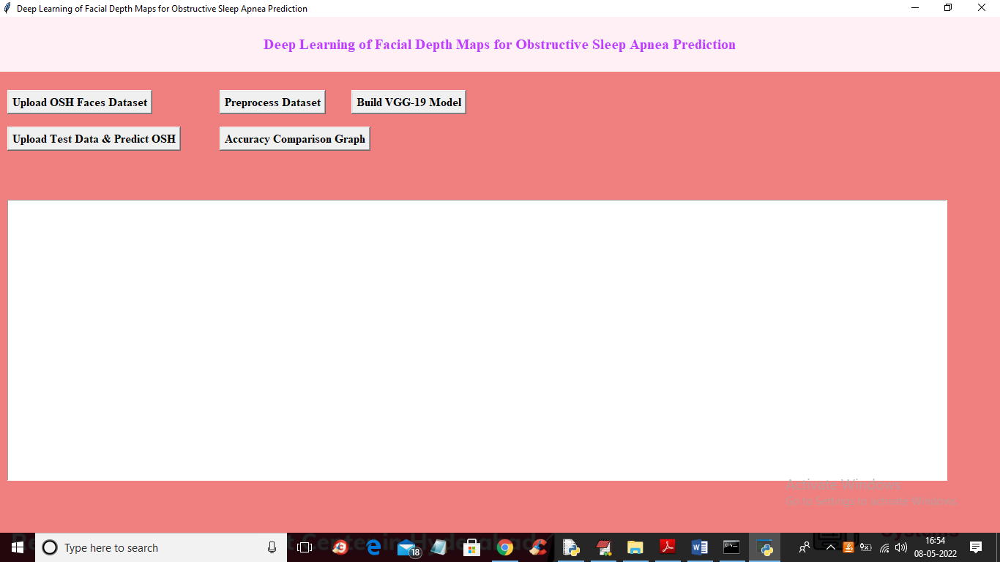 Deep Learning of Facial Depth Maps for Obstructive Sleep Apnea Prediction
Deep Learning of Facial Depth Maps for Obstructive Sleep Apnea Prediction
Upload OSH Faces Dataset
Preprocess Dataset
Build VGG-19 Model
Upload Test Data & Predict OSH
Accuracy Comparison Graph
Activate Windows
Go to Settings to activate Windows.
Type here to search
18
16:54
08-05-2022